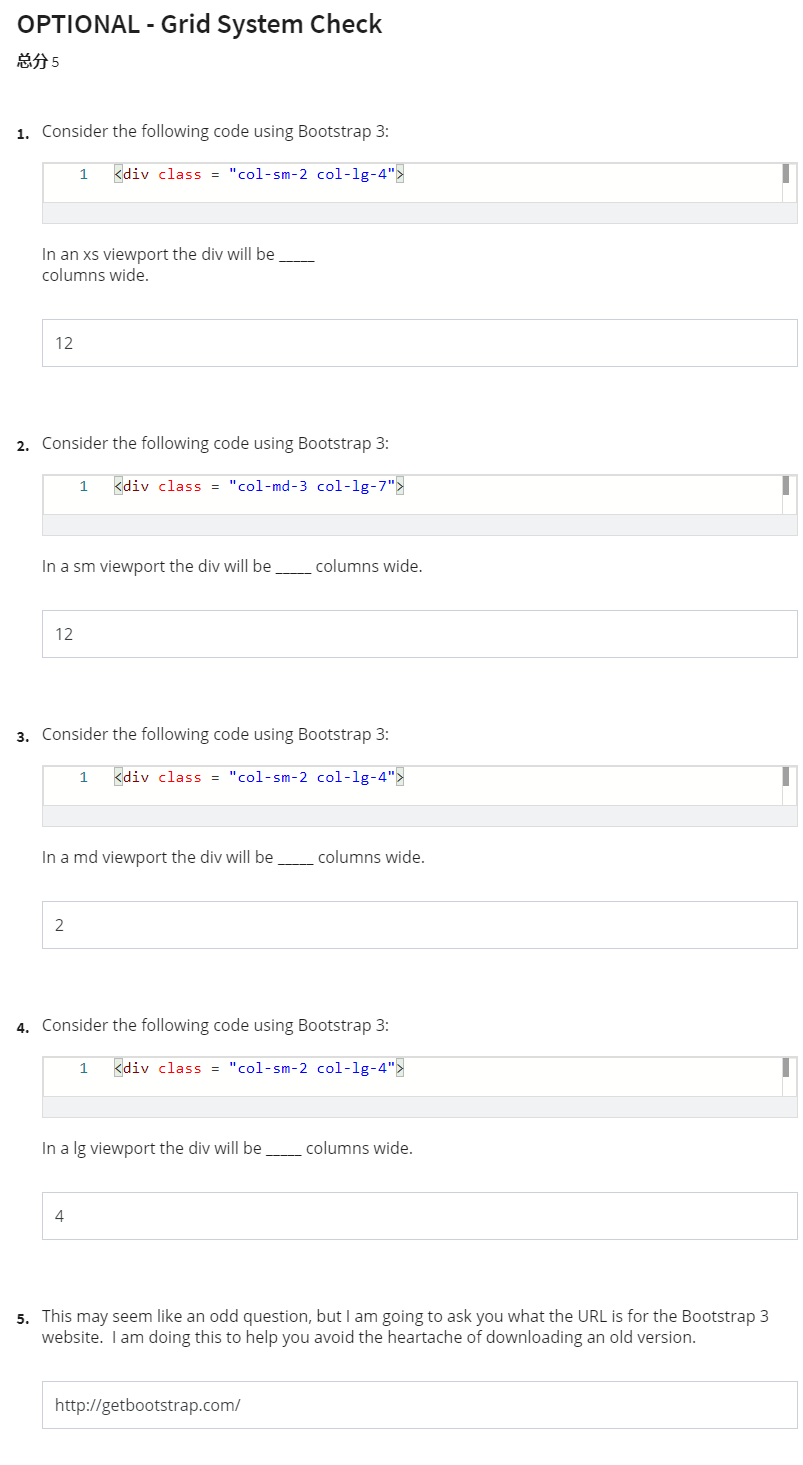 OPTIONAL - Grid System Check
总分 5
1. Consider the following code using Bootstrap 3:
1 <div class = "col-sm-2 col-lg-4">
In an xs viewport the div will be _____
columns wide.
12
2. Consider the following code using Bootstrap 3:
1 <div class = "col-md-3 col-lg-7">
In a sm viewport the div will be _____ columns wide.
12
3. Consider the following code using Bootstrap 3:
1 <div class = "col-sm-2 col-lg-4">
In a md viewport the div will be _____ columns wide.
2
4. Consider the following code using Bootstrap 3:
1 <div class = "col-sm-2 col-lg-4">
In a lg viewport the div will be _____ columns wide.
4
5. This may seem like an odd question, but I am going to ask you what the URL is for the Bootstrap 3
website.  I am doing this to help you avoid the heartache of downloading an old version.
http://getbootstrap.com/